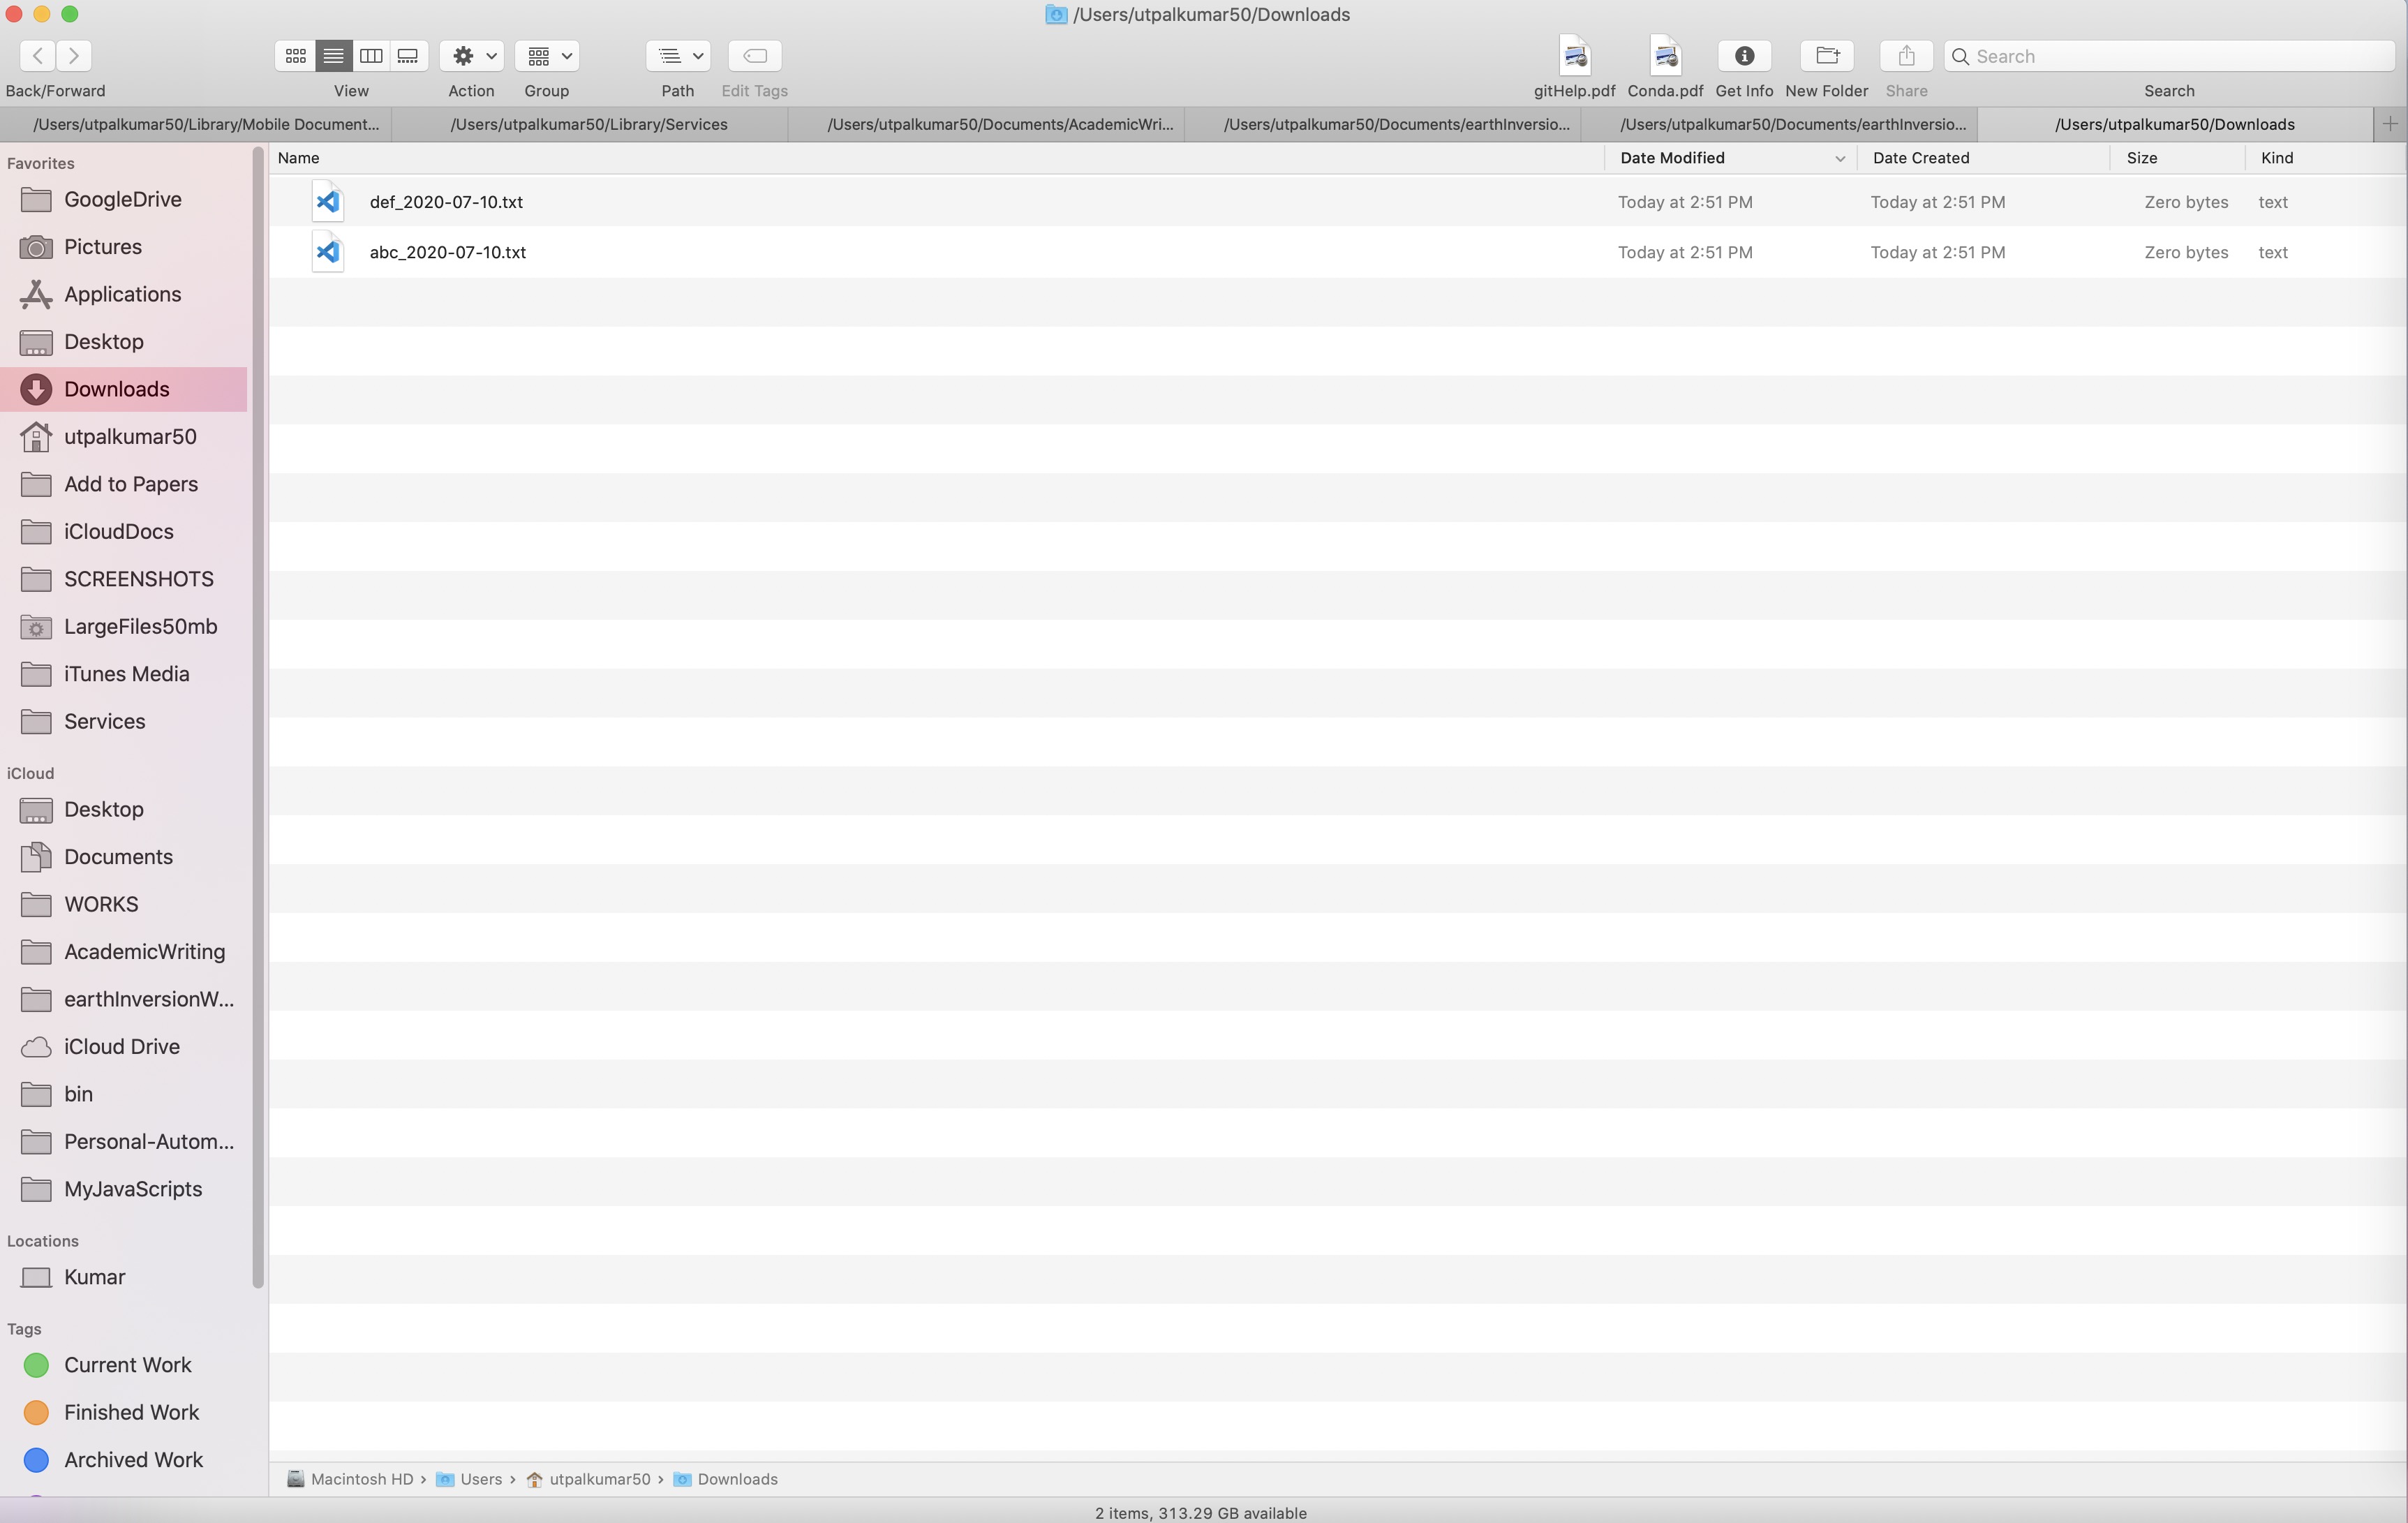 /Users/utpalkumar50/Downloads
Back/Forward
View
Action
Group
Path
Edit Tags
gitHelp.pdf
Conda.pdf
Get Info
New Folder
Share
Search
Search
/Users/utpalkumar50/Library/Mobile Document...
/Users/utpalkumar50/Library/Services
/Users/utpalkumar50/Documents/AcademicWri...
/Users/utpalkumar50/Documents/earthInversio...
/Users/utpalkumar50/Documents/earthInversio...
/Users/utpalkumar50/Downloads
Favorites
GoogleDrive
Pictures
Applications
Desktop
Downloads
utpalkumar50
Add to Papers
iCloudDocs
SCREENSHOTS
LargeFiles50mb
iTunes Media
Services
iCloud
Desktop
Documents
WORKS
AcademicWriting
earthInversionW...
iCloud Drive
bin
Personal-Autom...
MyJavaScripts
Locations
Kumar
Tags
Current Work
Finished Work
Archived Work
Name Date Modified Date Created Size Kind
def_2020-07-10.txt Today at 2:51 PM Today at 2:51 PM Zero bytes text
abc_2020-07-10.txt Today at 2:51 PM Today at 2:51 PM Zero bytes text
Macintosh HD › Users › utpalkumar50 › Downloads
2 items, 313.29 GB available